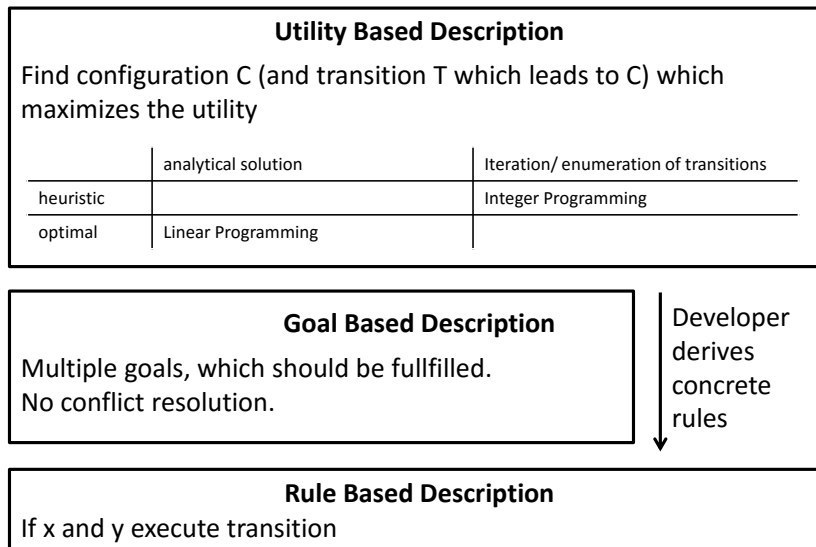 Utility Based Description
Find configuration C (and transition T which leads to C) which
maximizes the utility
analytical solution Iteration/ enumeration of transitions
heuristic Integer Programming
optimal Linear Programming
Goal Based Description
Multiple goals, which should be fullfilled.
No conflict resolution.
Developer
derives
concrete
rules
Rule Based Description
If x and y execute transition